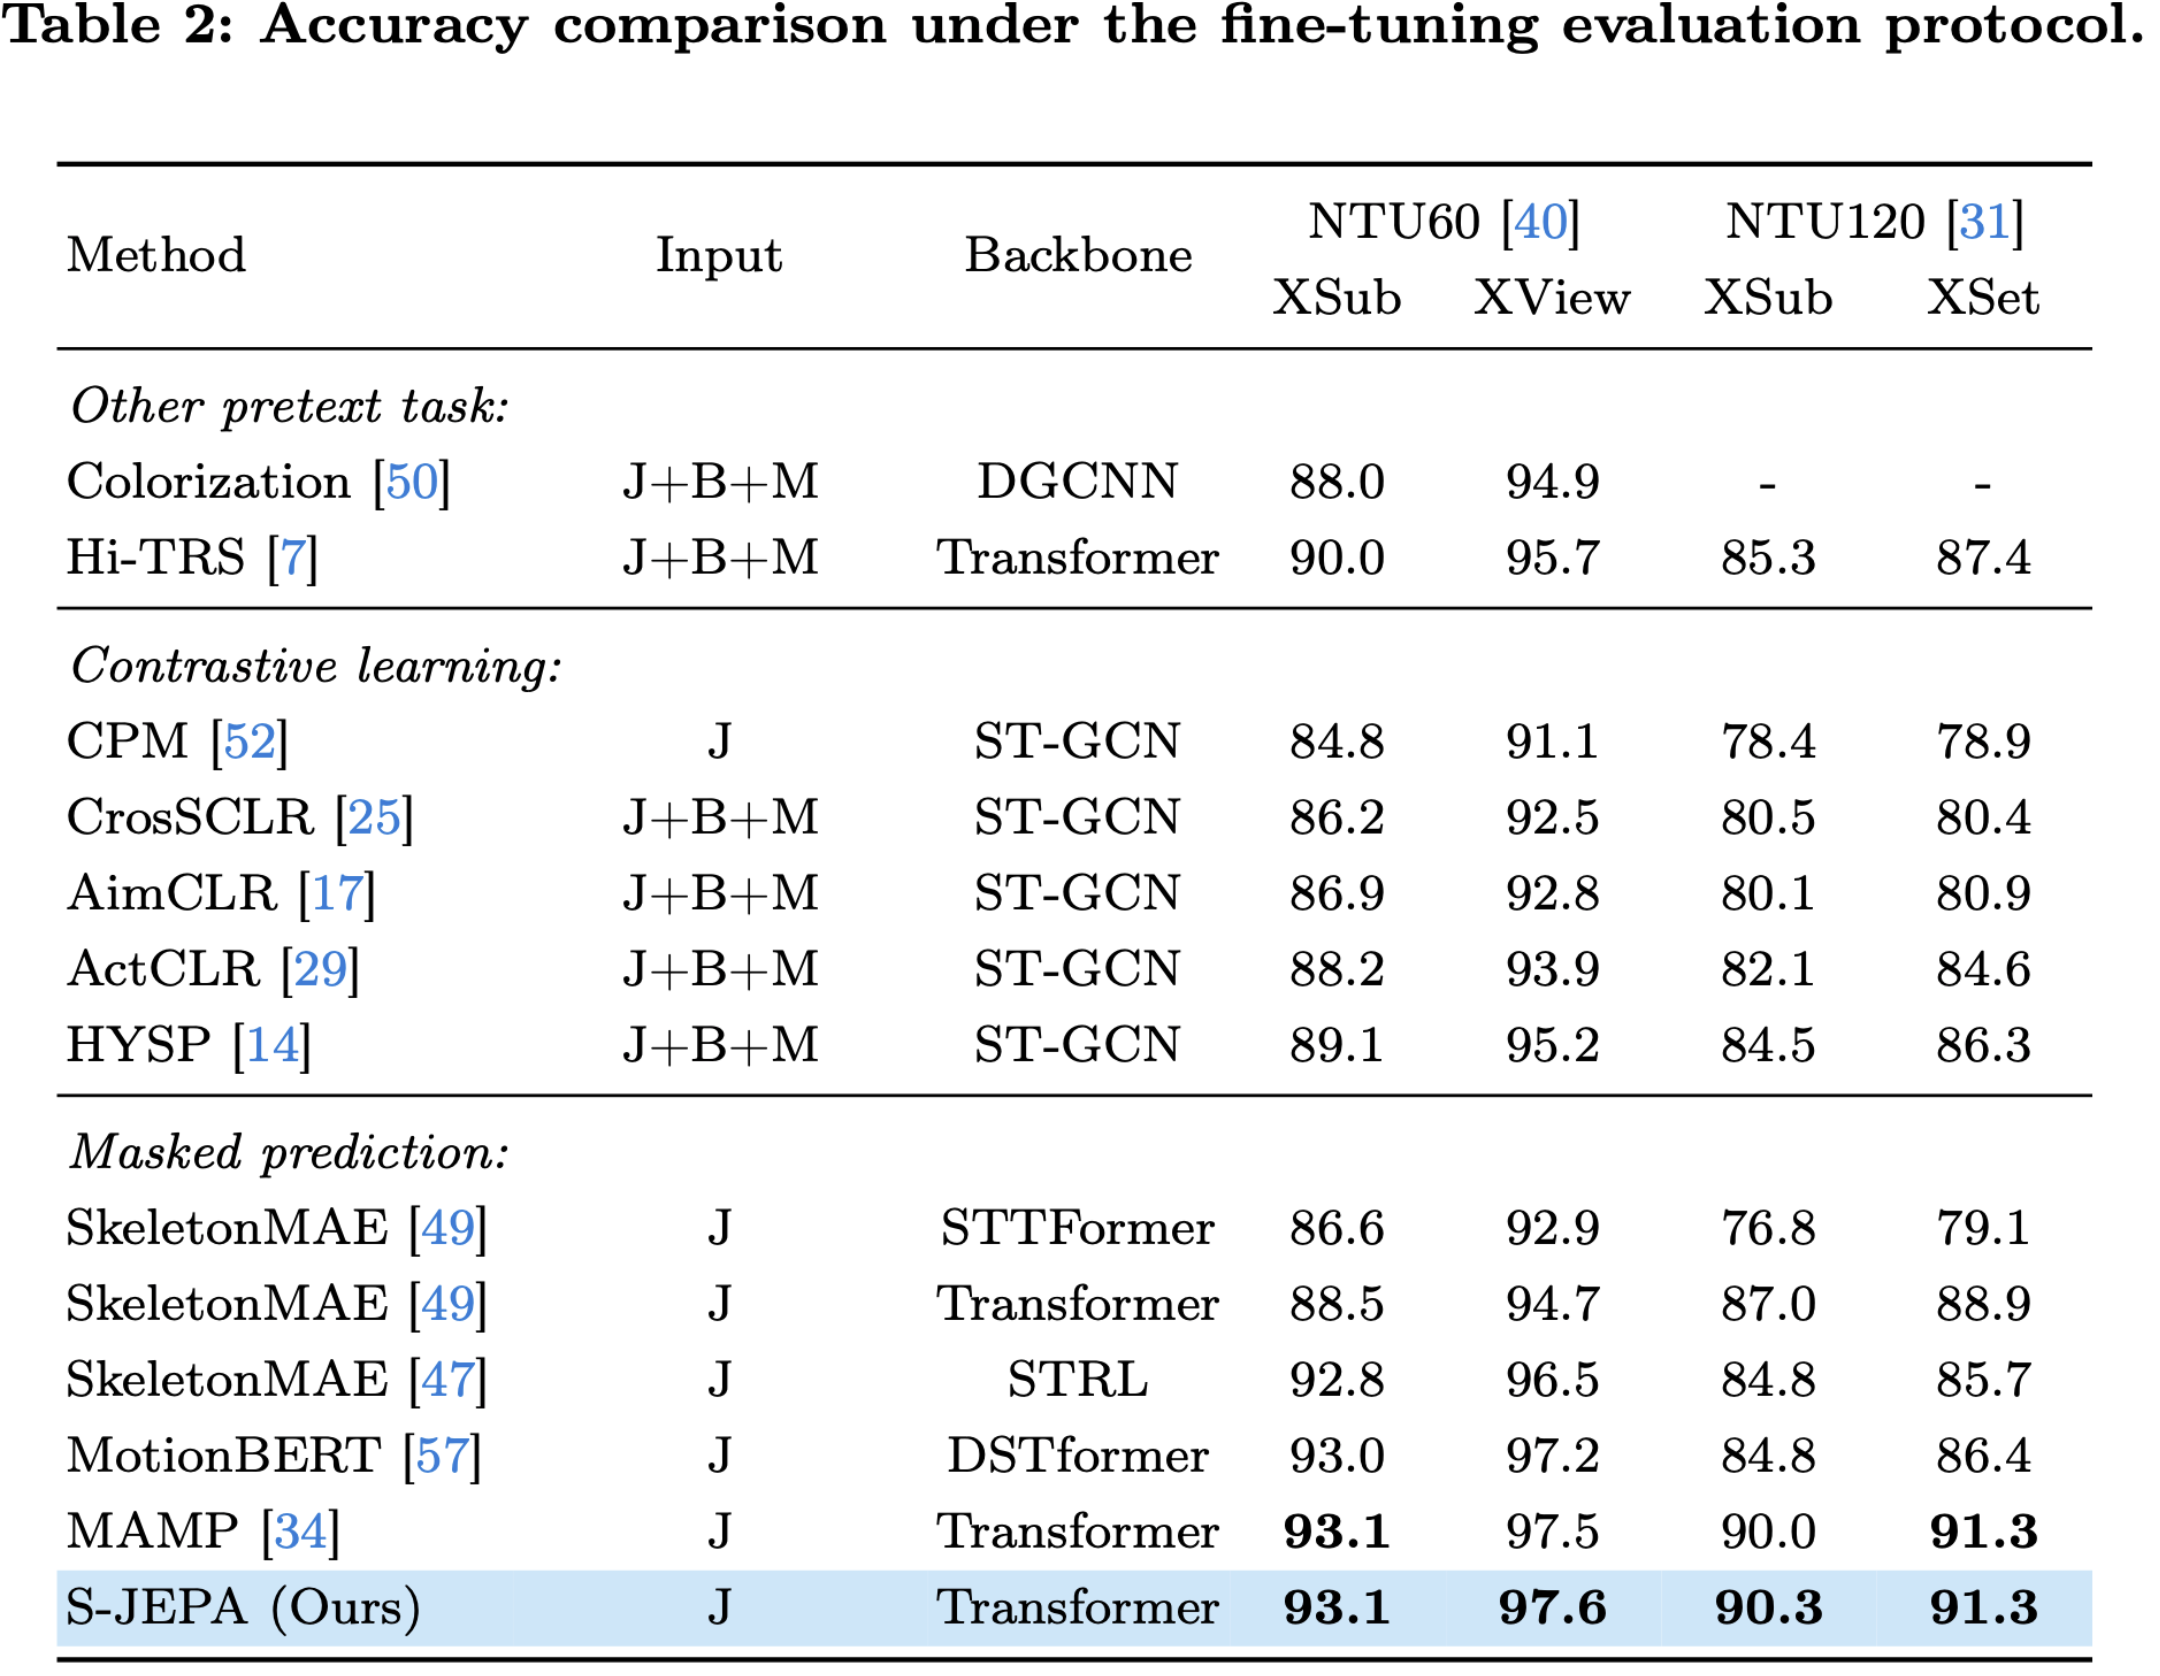 Table 2: Accuracy comparison under the fine-tuning evaluation protocol.
Method Input Backbone NTU60 [40] NTU120 [31]
XSub XView XSub XSet
Other pretext task:
Colorization [50] J+B+M DGCNN 88.0 94.9 - -
Hi-TRS [7] J+B+M Transformer 90.0 95.7 85.3 87.4
Contrastive learning:
CPM [52] J ST-GCN 84.8 91.1 78.4 78.9
CrosSCLR [25] J+B+M ST-GCN 86.2 92.5 80.5 80.4
AimCLR [17] J+B+M ST-GCN 86.9 92.8 80.1 80.9
ActCLR [29] J+B+M ST-GCN 88.2 93.9 82.1 84.6
HYSP [14] J+B+M ST-GCN 89.1 95.2 84.5 86.3
Masked prediction:
SkeletonMAE [49] J STTFormer 86.6 92.9 76.8 79.1
SkeletonMAE [49] J Transformer 88.5 94.7 87.0 88.9
SkeletonMAE [47] J STRL 92.8 96.5 84.8 85.7
MotionBERT [57] J DSTformer 93.0 97.2 84.8 86.4
MAMP [34] J Transformer 93.1 97.5 90.0 91.3
S-JEPA (Ours) J Transformer 93.1 97.6 90.3 91.3